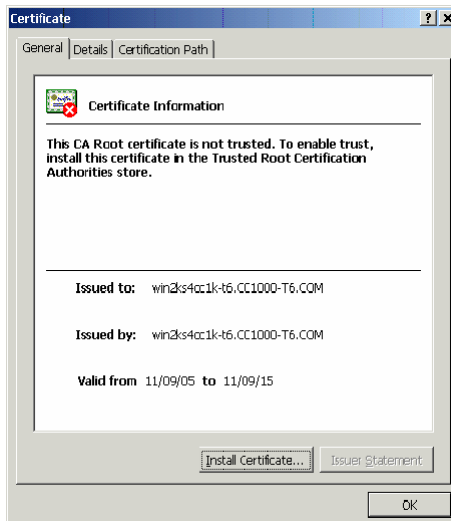 Certificate
General Details Certification Path
Certificate Information
This CA Root certificate is not trusted. To enable trust,
install this certificate in the Trusted Root Certification
Authorities store.
Issued to: win2ks4cc1k-t6.CC1000-T6.COM
Issued by: win2ks4cc1k-t6.CC1000-T6.COM
Valid from 11/09/05 to 11/09/15
Install Certificate... Issuer Statement
OK